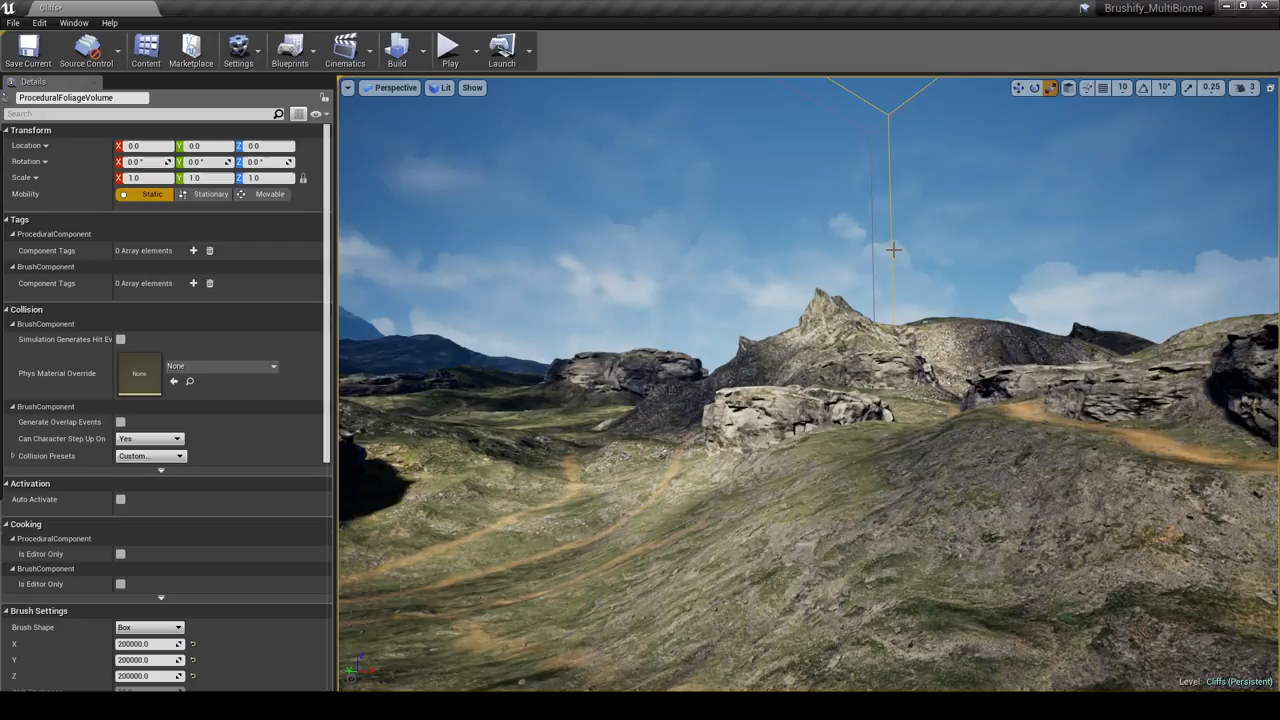 Cliffs*
Brushify_MultiBiome
File Edit Window Help
Save Current Source Control Content Marketplace Settings Blueprints Cinematics Build Play Launch
Details
ProceduralFoliageVolume
Search
Perspective Lit Show
10 10° 0.25 3
Transform
Location X 0.0 Y 0.0 Z 0.0
Rotation X 0.0 ° Y 0.0 ° Z 0.0 °
Scale X 1.0 Y 1.0 Z 1.0
Mobility Static Stationary Movable
Tags
ProceduralComponent
Component Tags 0 Array elements
BrushComponent
Component Tags 0 Array elements
Collision
BrushComponent
Simulation Generates Hit Ev
Phys Material Override None None
BrushComponent
Generate Overlap Events
Can Character Step Up On Yes
Collision Presets Custom...
Activation
Auto Activate
Cooking
ProceduralComponent
Is Editor Only
BrushComponent
Is Editor Only
Brush Settings
Brush Shape Box
X 200000.0
Y 200000.0
Z 200000.0
Level: Cliffs (Persistent)